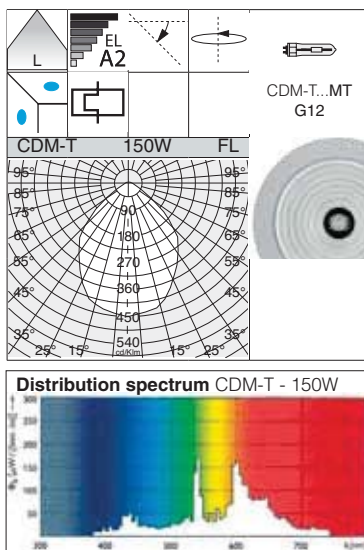 L
EL
A2
CDM-T...MT
G12
CDM-T 150W FL
95° 95°
85° 85°
75° 75°
65° 65°
55° 55°
45° 45°
35° 35°
25° 15° 15° 25°
90
180
270
360
450
540
cd/Klm
Distribution spectrum CDM-T - 150W
300
250
200
150
100
50
300 400 500 600 700